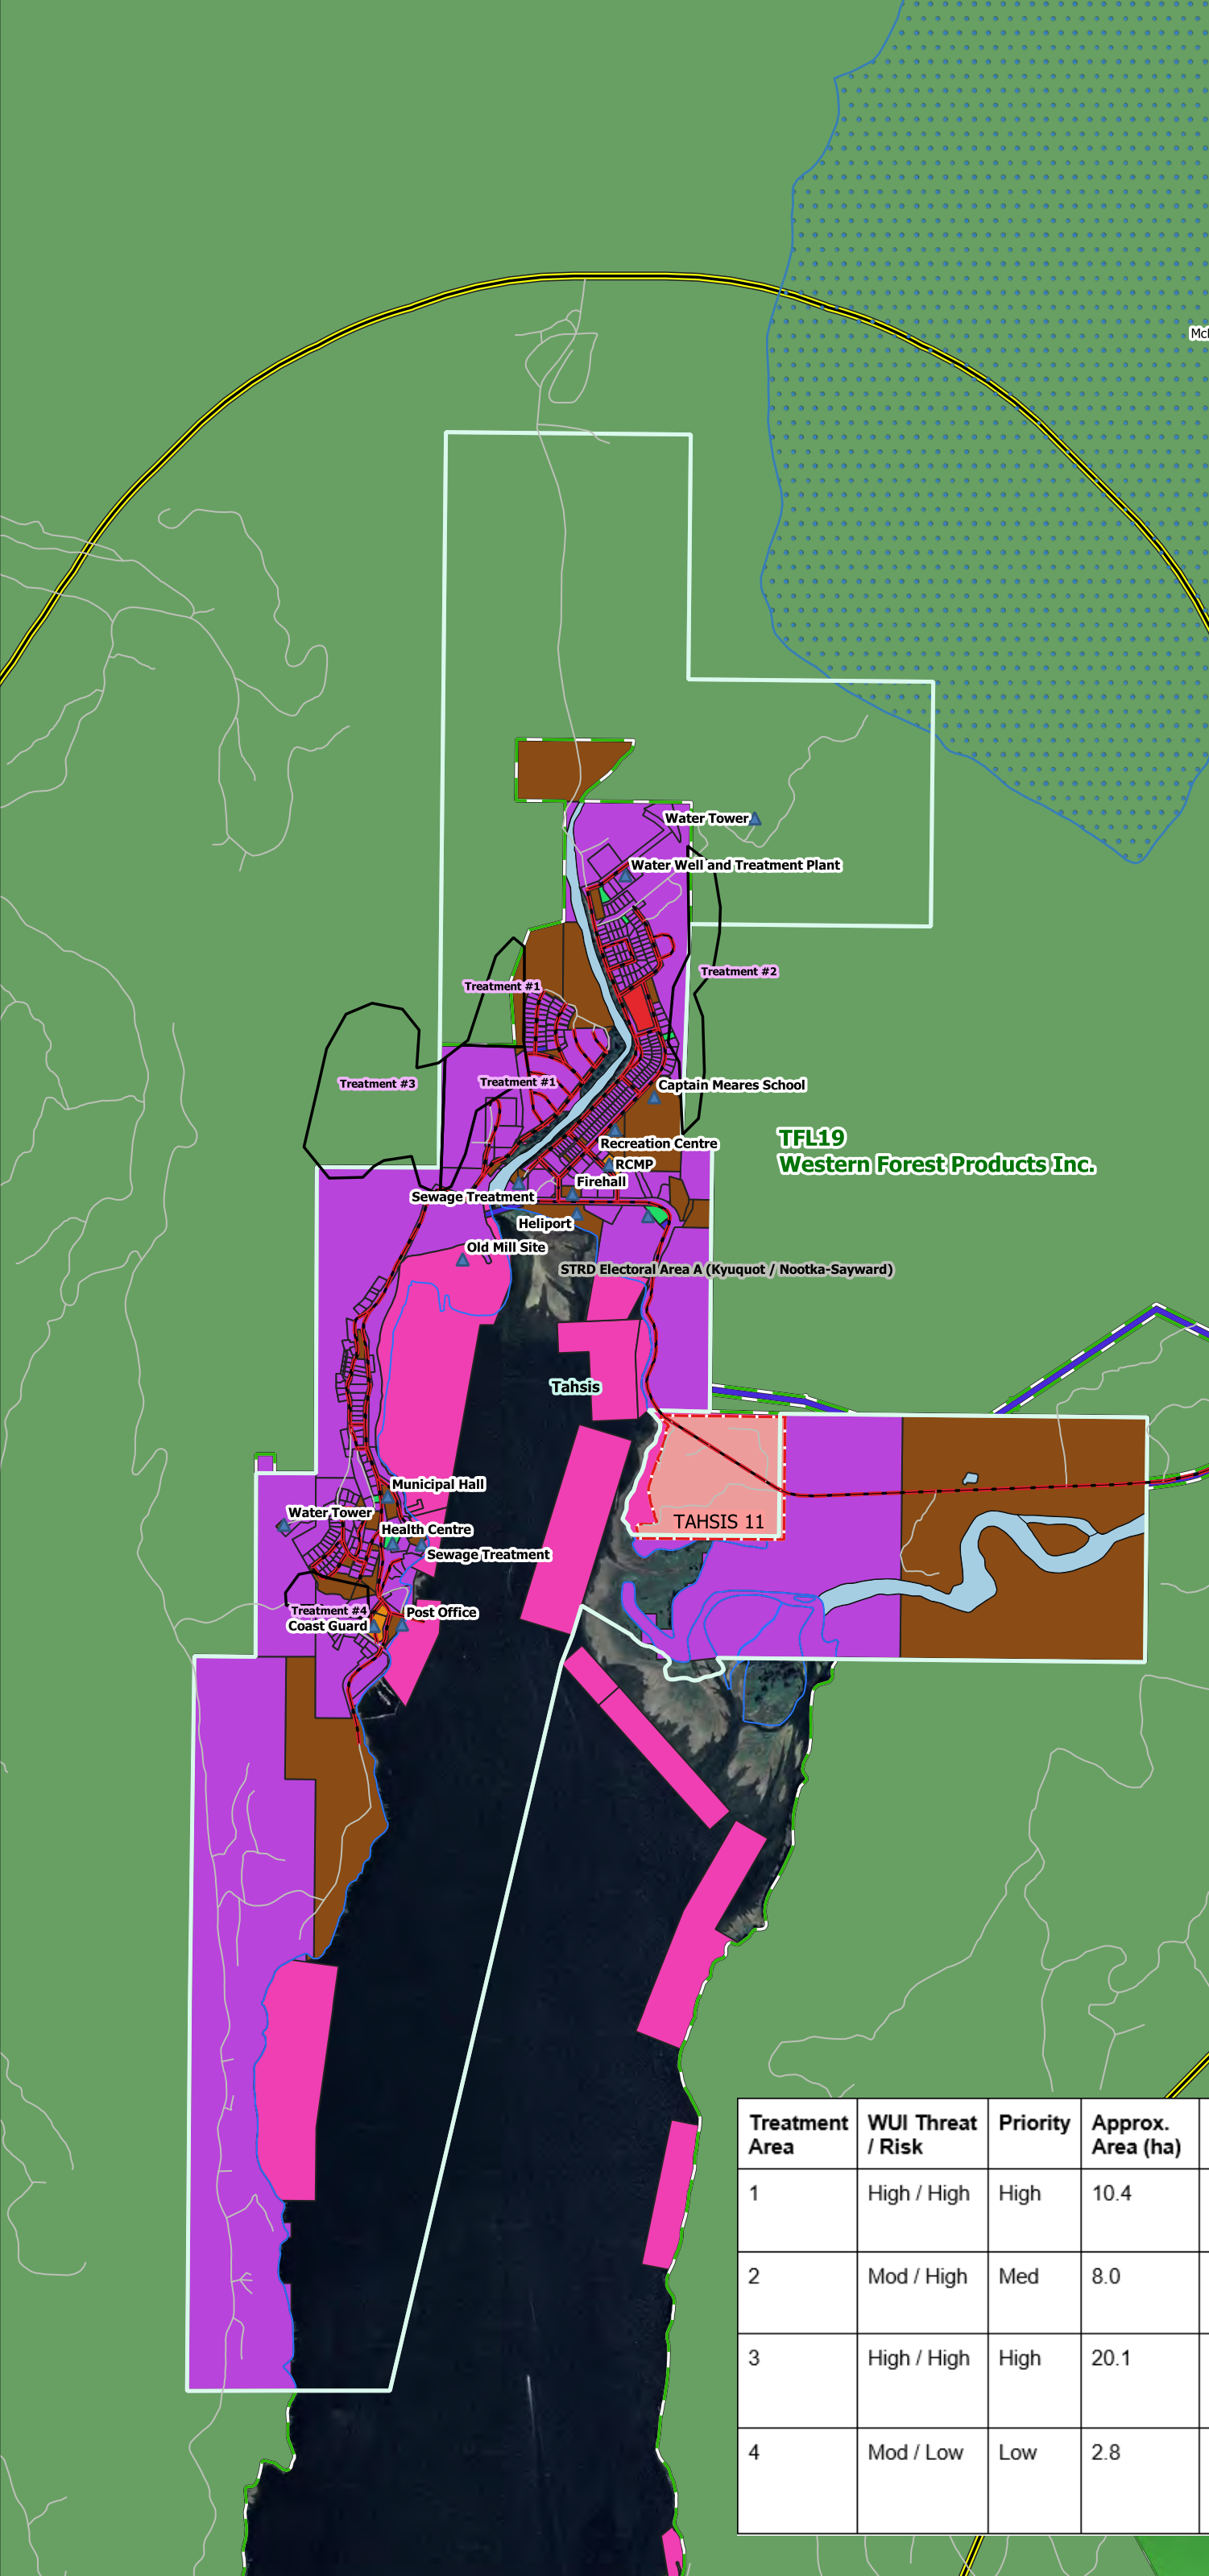 McI
Water Tower
Water Well and Treatment Plant
Treatment #2
Treatment #1
Treatment #3
Treatment #1
Captain Meares School
TFL19
Western Forest Products Inc.
Recreation Centre
RCMP
Firehall
Sewage Treatment
Heliport
Old Mill Site
STRD Electoral Area A (Kyuquot / Nootka-Sayward)
Tahsis
Municipal Hall
Water Tower
TAHSIS 11
Health Centre
Sewage Treatment
Treatment #4
Post Office
Coast Guard
Treatment Area WUI Threat / Risk Priority Approx. Area (ha)
1 High / High High 10.4
2 Mod / High Med 8.0
3 High / High High 20.1
4 Mod / Low Low 2.8